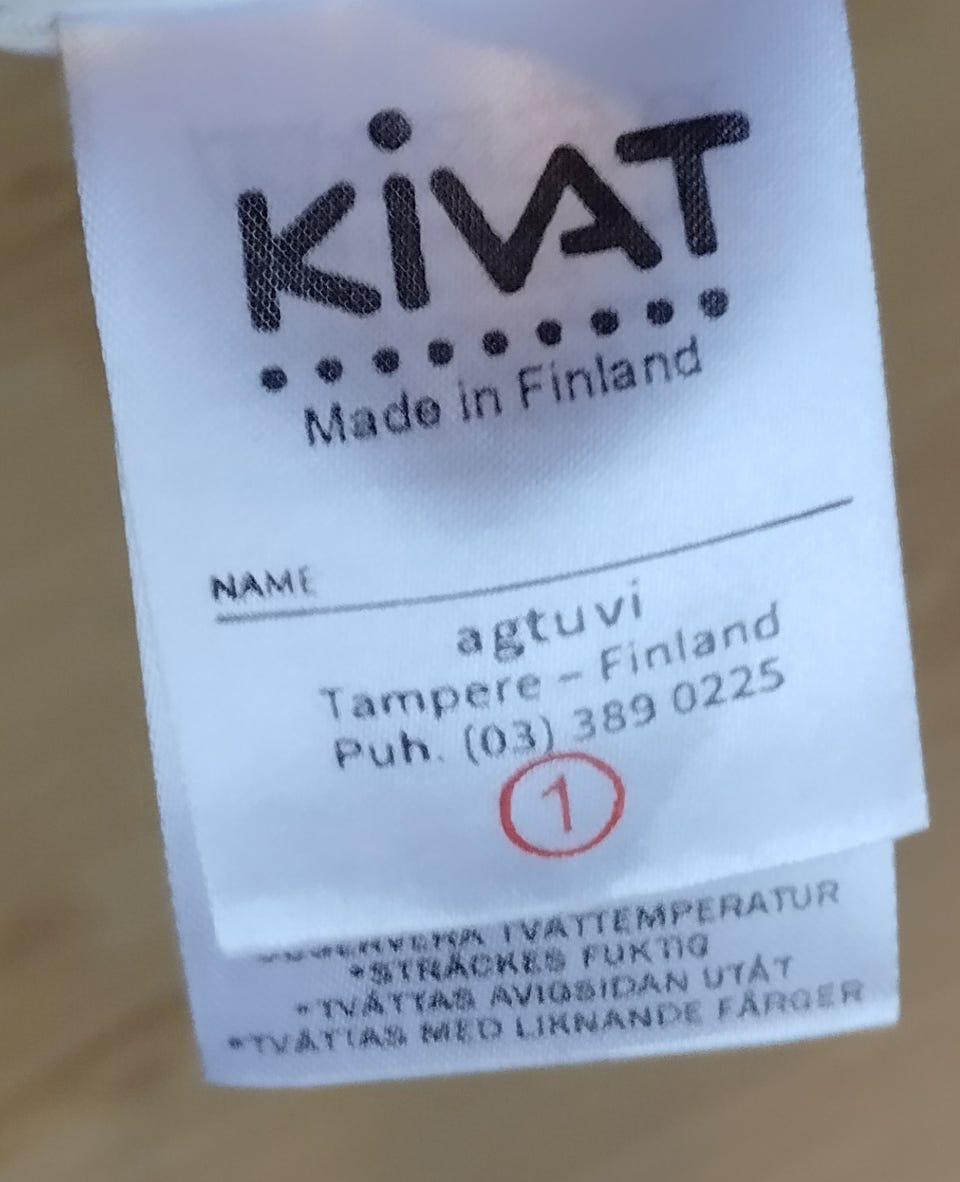 KiVAT
Made in Finland
NAME
agtuvi
Tampere – Finland
Puh. (03) 389 0225
1
TVÄTTEMPERATUR
*STRÄCKES FUKTIG
*TVÄTTAS AVIGSIDAN UTÅT
*TVÄTTAS MED LIKNANDE FÄRGER